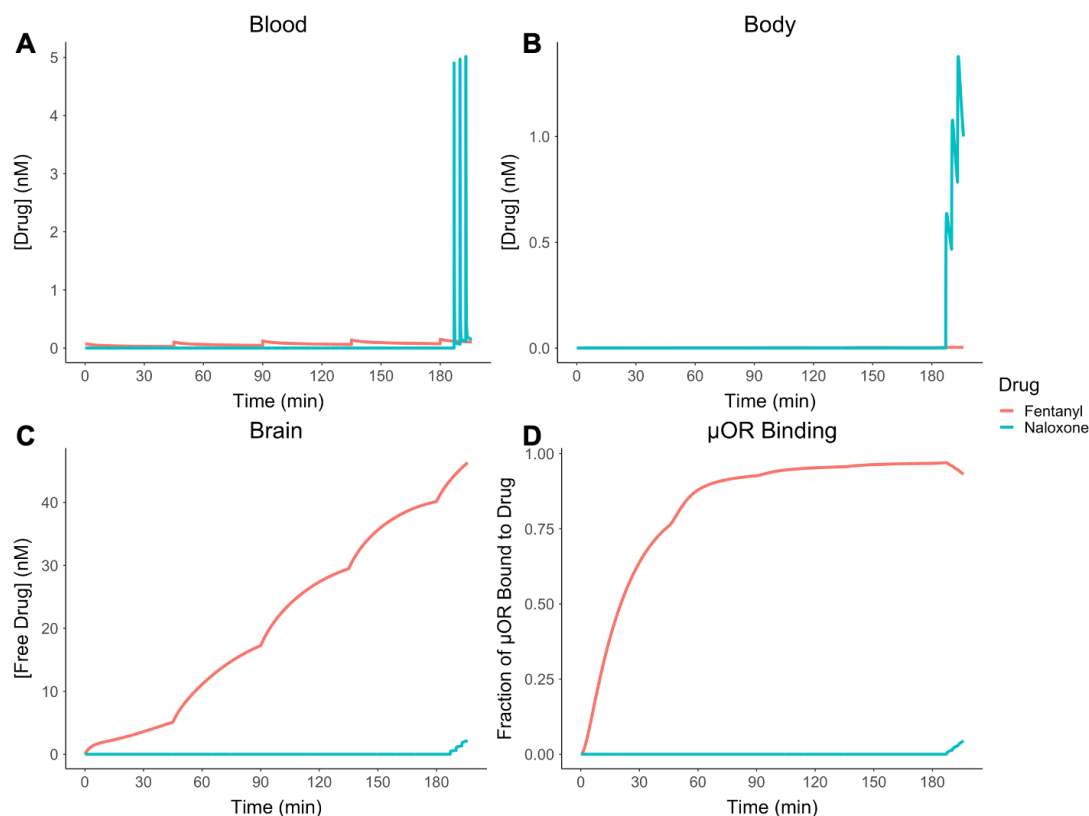 A
Blood
5
4
3
2
1
0
[Drug] (nM)
0 30 60 90 120 150 180
Time (min)
B
Body
1.0
0.5
0.0
[Drug] (nM)
0 30 60 90 120 150 180
Time (min)
Drug
Fentanyl
Naloxone
C
Brain
40
30
20
10
0
[Free Drug] (nM)
0 30 60 90 120 150 180
Time (min)
D
µOR Binding
1.00
0.75
0.50
0.25
0.00
Fraction of µOR Bound to Drug
0 30 60 90 120 150 180
Time (min)